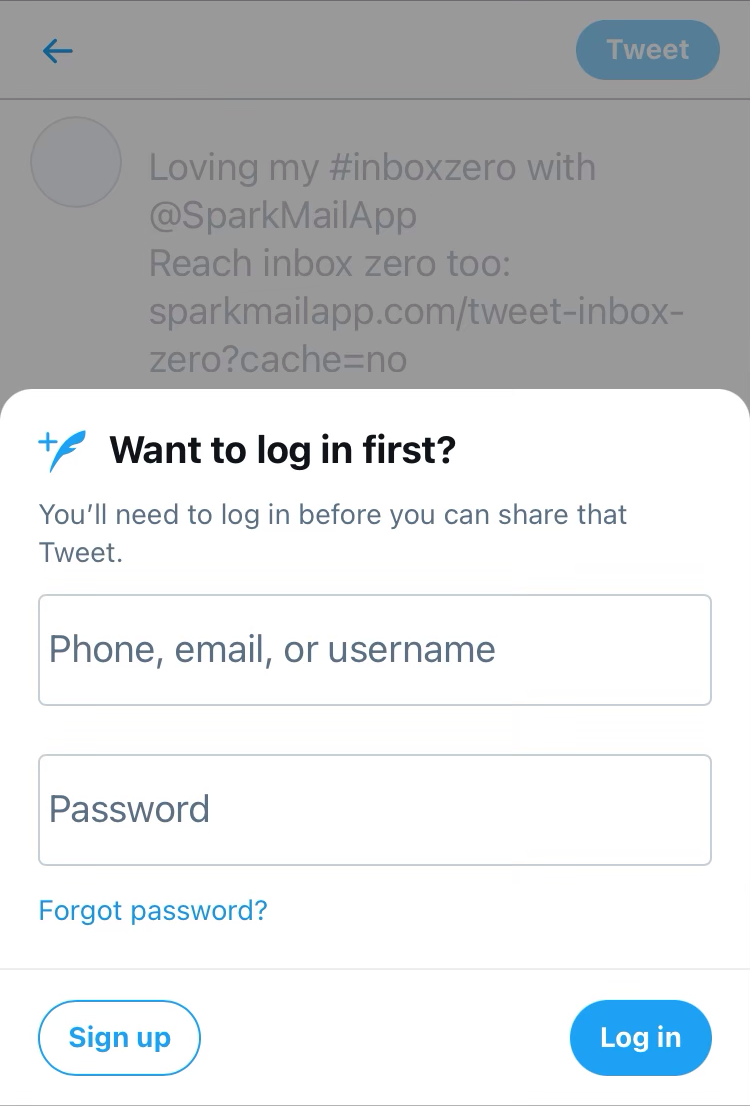 Tweet
Loving my #inboxzero with
@SparkMailApp
Reach inbox zero too:
sparkmailapp.com/tweet-inbox-
zero?cache=no
Want to log in first?
You’ll need to log in before you can share that
Tweet.
Phone, email, or username
Password
Forgot password?
Sign up
Log in